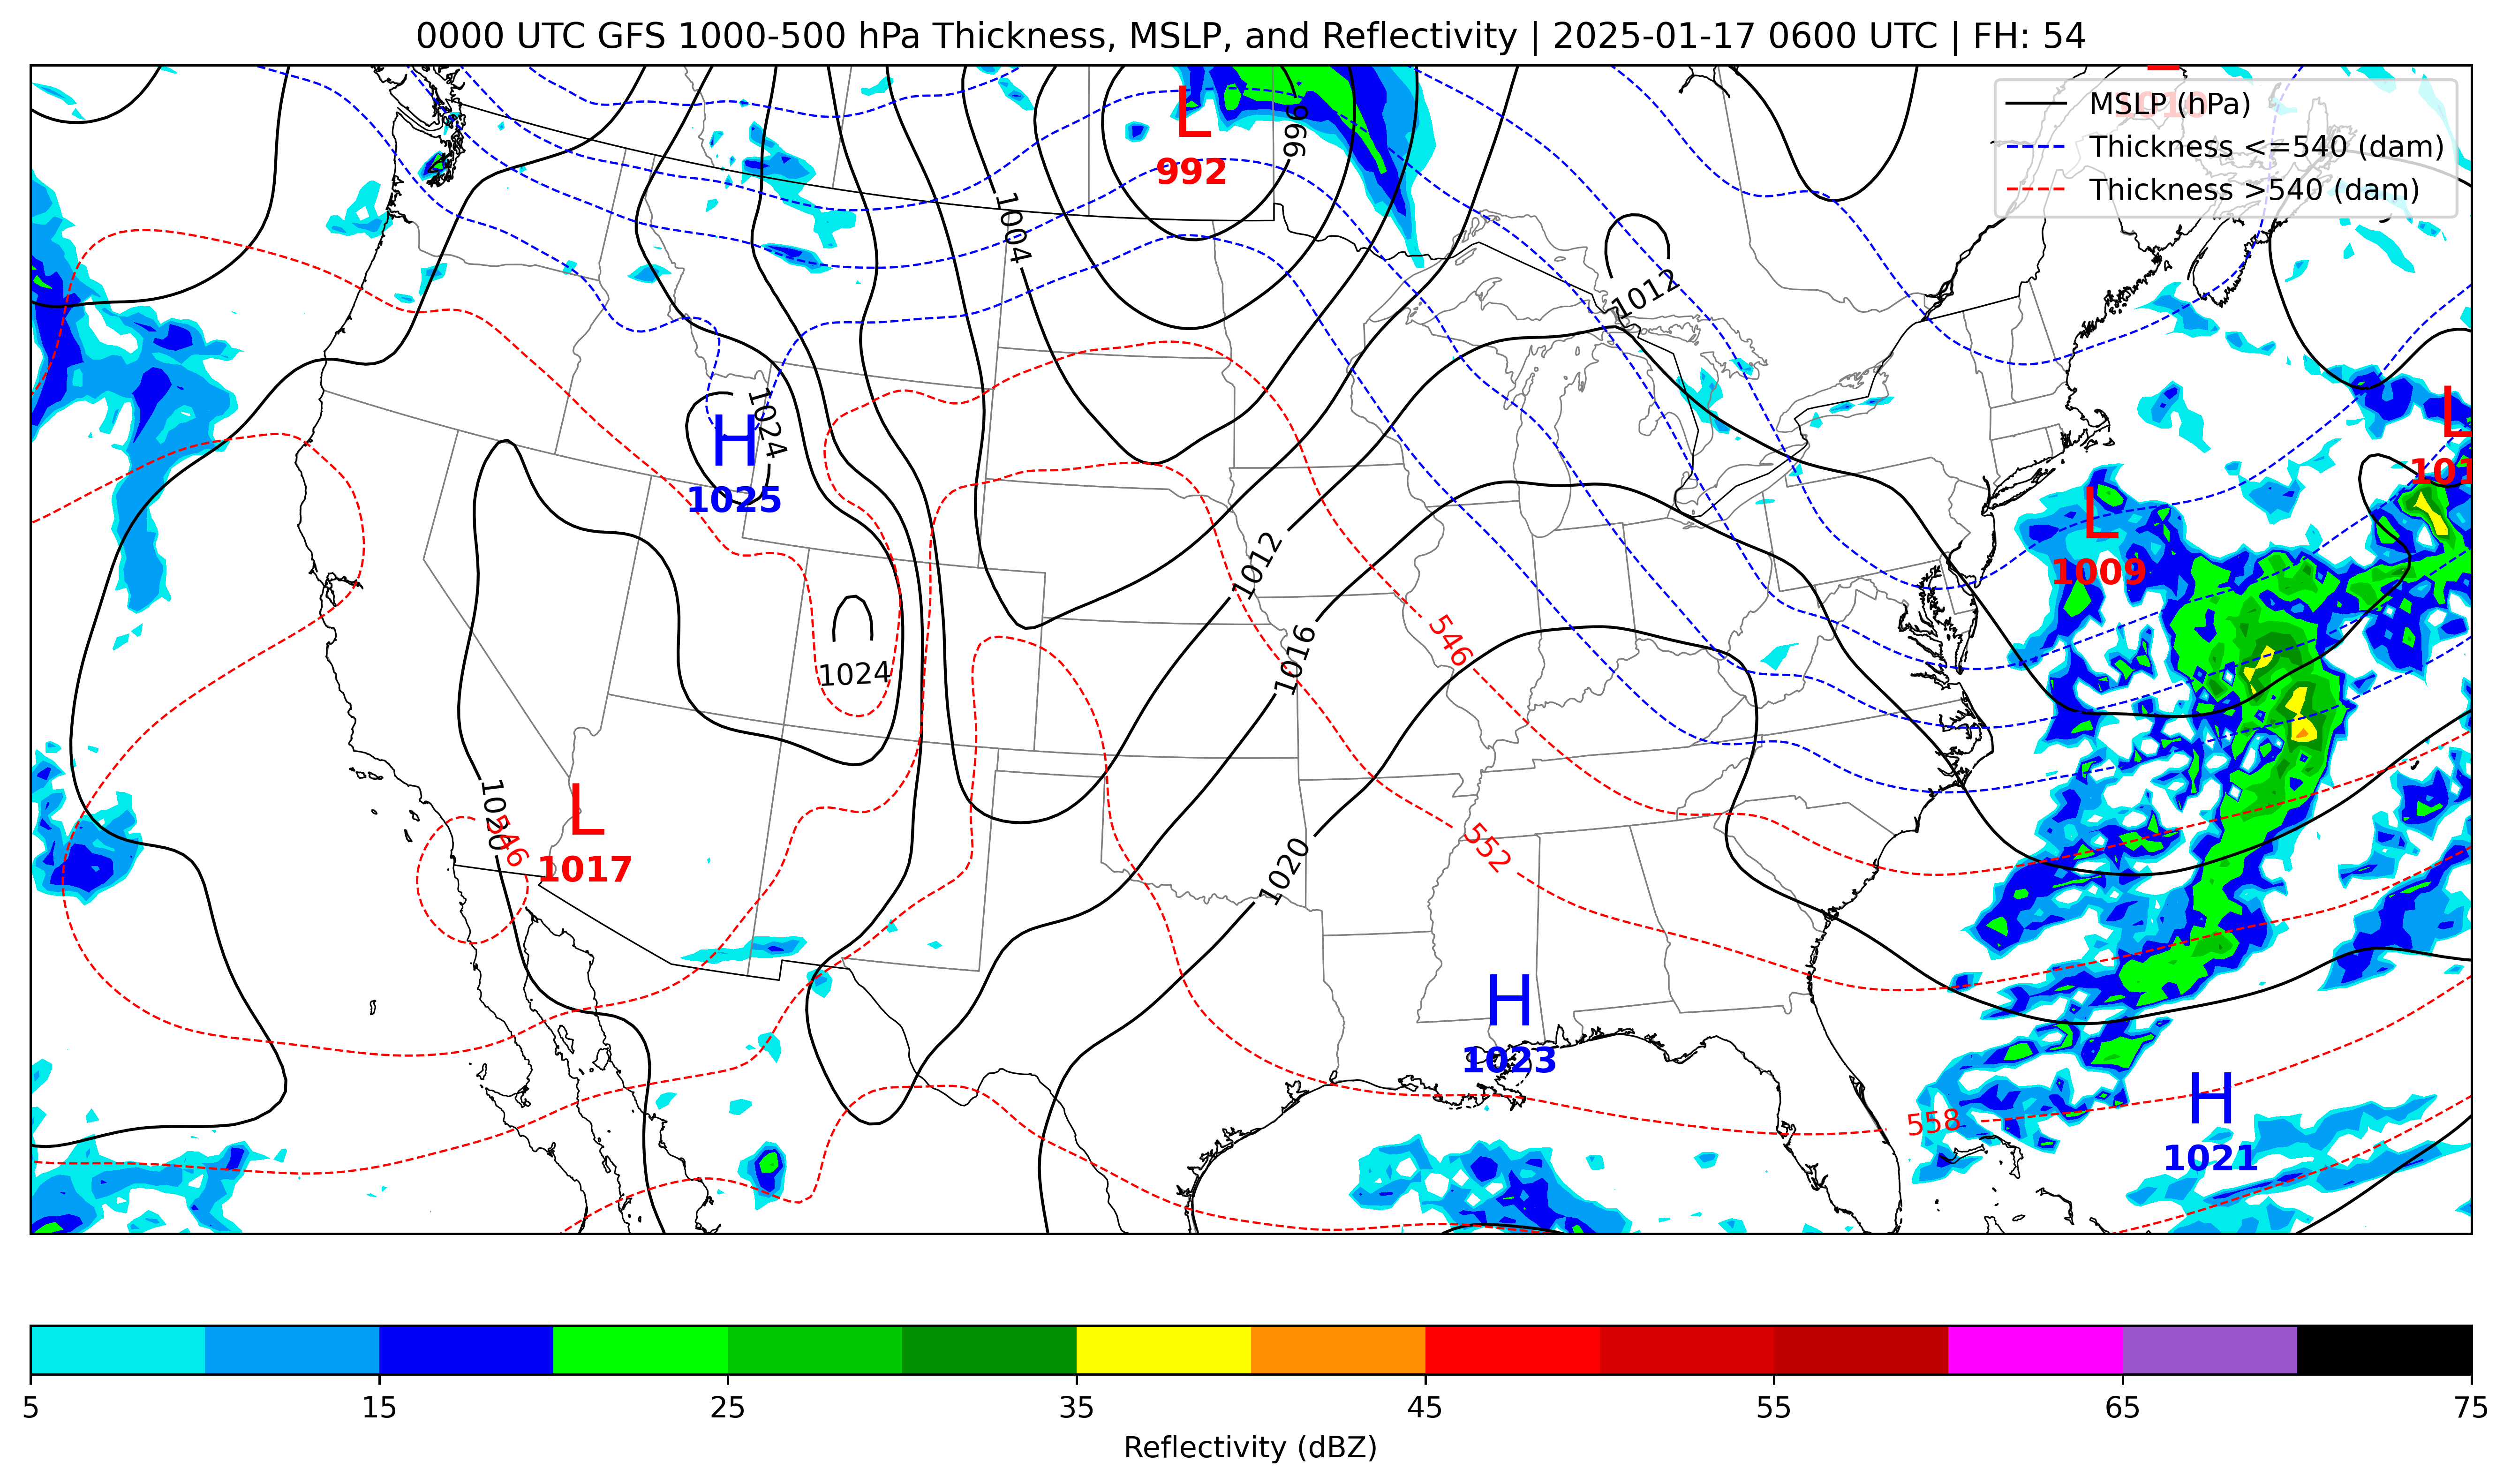 0000 UTC GFS 1000-500 hPa Thickness, MSLP, and Reflectivity | 2025-01-17 0600 UTC | FH: 54
MSLP (hPa)
Thickness <=540 (dam)
Thickness >540 (dam)
L
992
996
1004
1012
1024
H
1025
L
101
L
1009
1012
1016
546
1024
1020
546
L
1017
552
1020
H
1023
H
1021
558
5 15 25 35 45 55 65 75
Reflectivity (dBZ)